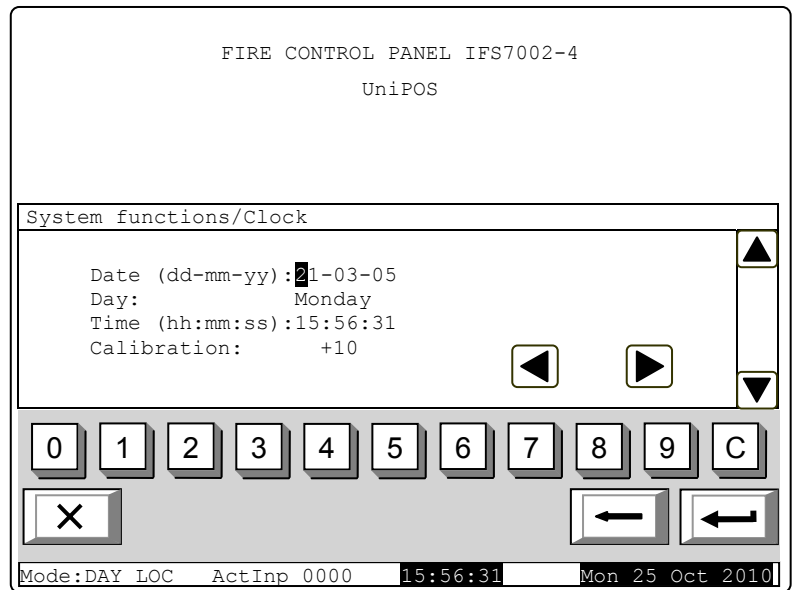 FIRE CONTROL PANEL IFS7002-4
UniPOS
System functions/Clock
Date (dd-mm-yy):21-03-05
Day: Monday
Time (hh:mm:ss):15:56:31
Calibration: +10
0 1 2 3 4 5 6 7 8 9 C
Mode:DAY LOC ActInp 0000 15:56:31 Mon 25 Oct 2010